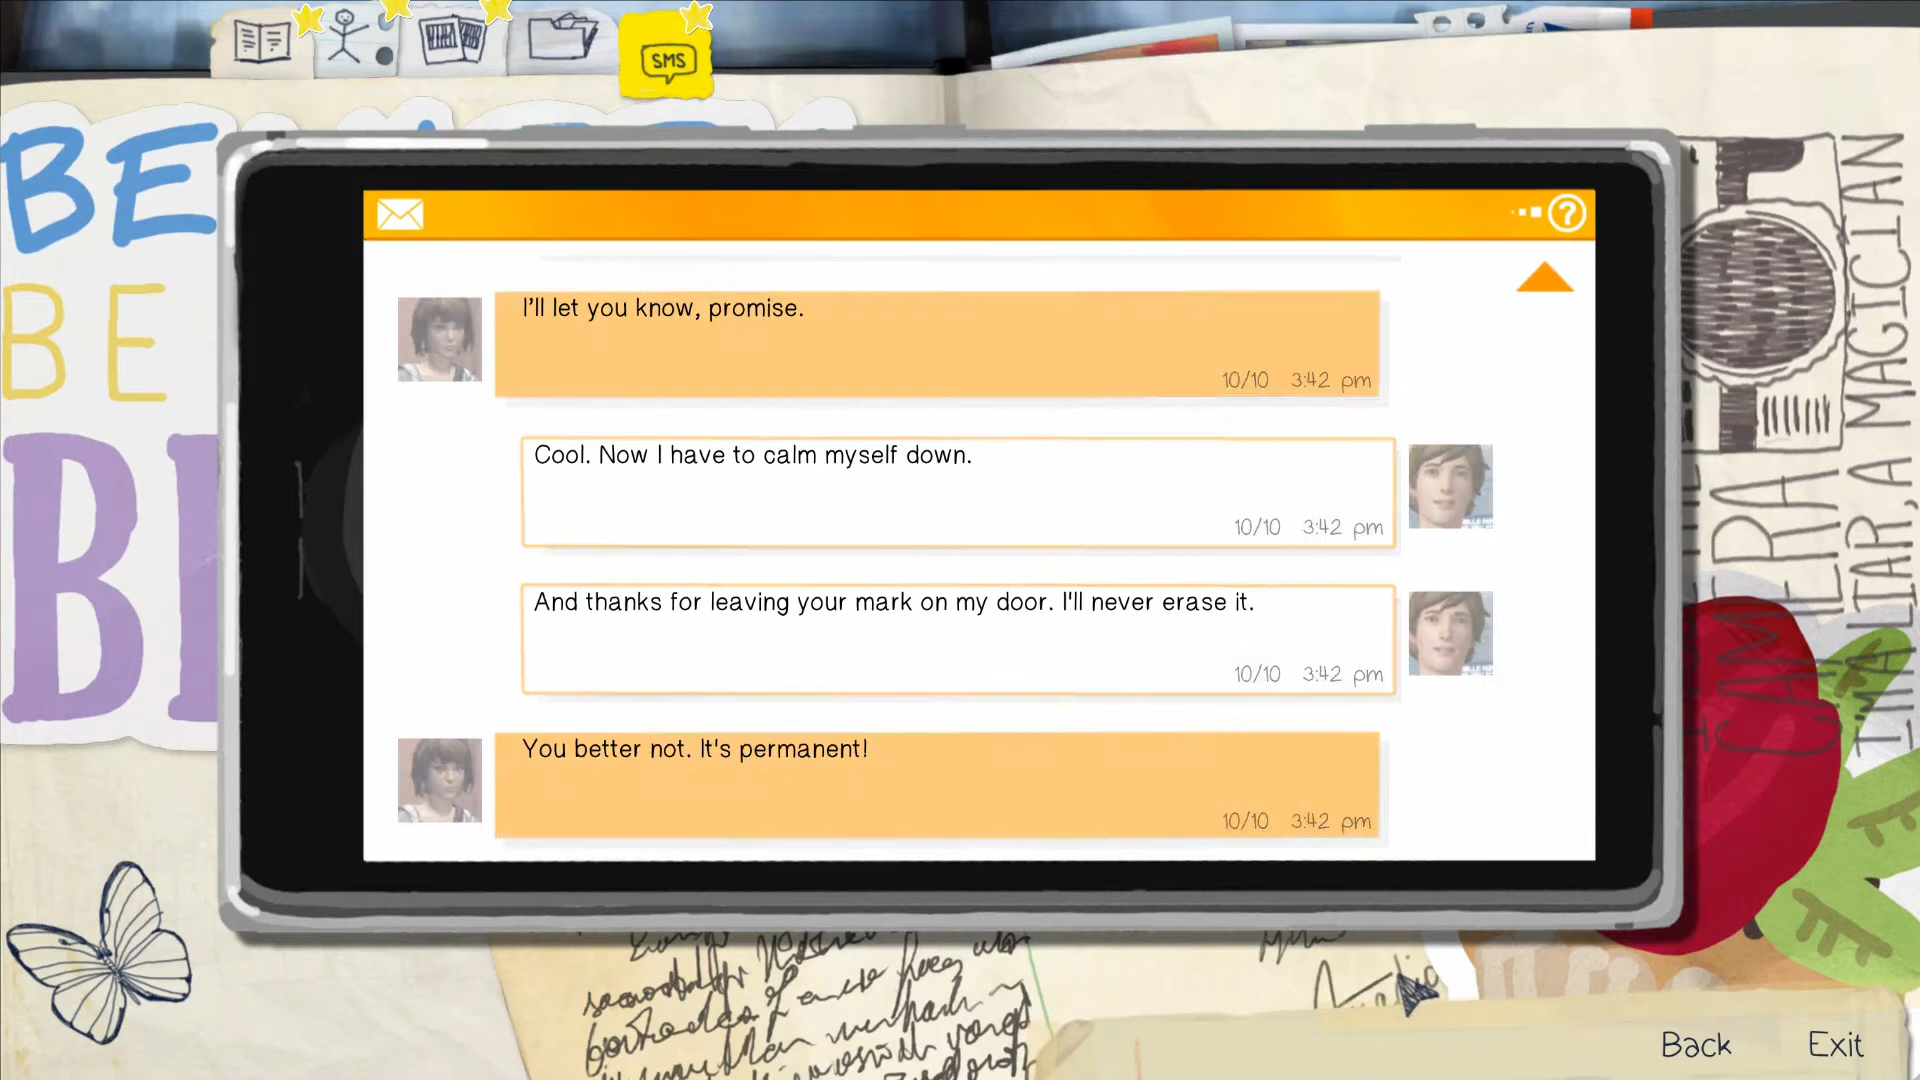 SMS
BE
BE
I'll let you know, promise.
10/10 3:42 pm
Cool. Now I have to calm myself down.
10/10 3:42 pm
And thanks for leaving your mark on my door. I'll never erase it.
10/10 3:42 pm
You better not. It's permanent!
10/10 3:42 pm
CAMERA
LIAR, A MAGICIAN
Back
Exit